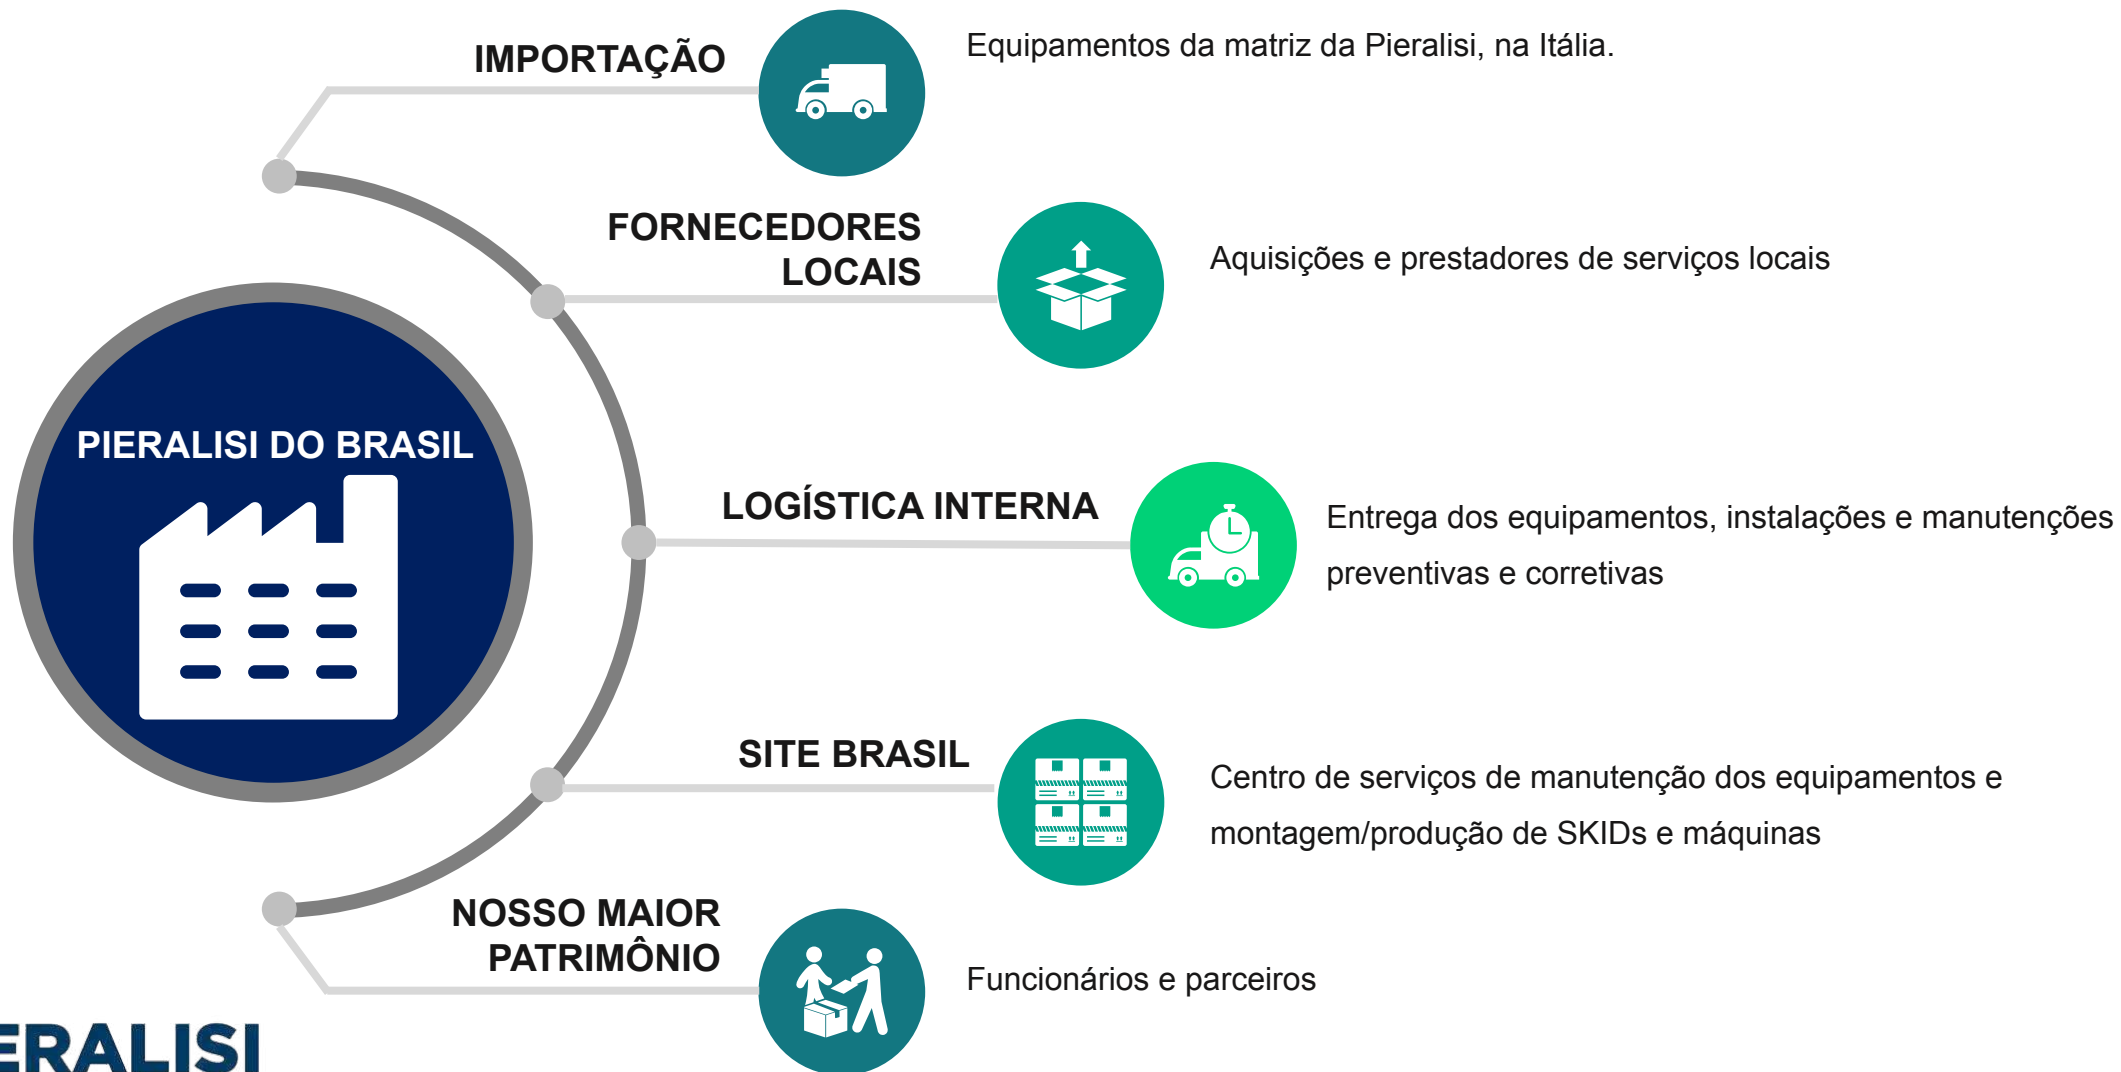 IMPORTAÇÃO
Equipamentos da matriz da Pieralisi, na Itália.
FORNECEDORES
LOCAIS
Aquisições e prestadores de serviços locais
PIERALISI DO BRASIL
LOGÍSTICA INTERNA
Entrega dos equipamentos, instalações e manutenções
preventivas e corretivas
SITE BRASIL
Centro de serviços de manutenção dos equipamentos e
montagem/produção de SKIDs e máquinas
NOSSO MAIOR
PATRIMÔNIO
Funcionários e parceiros
ERALISI